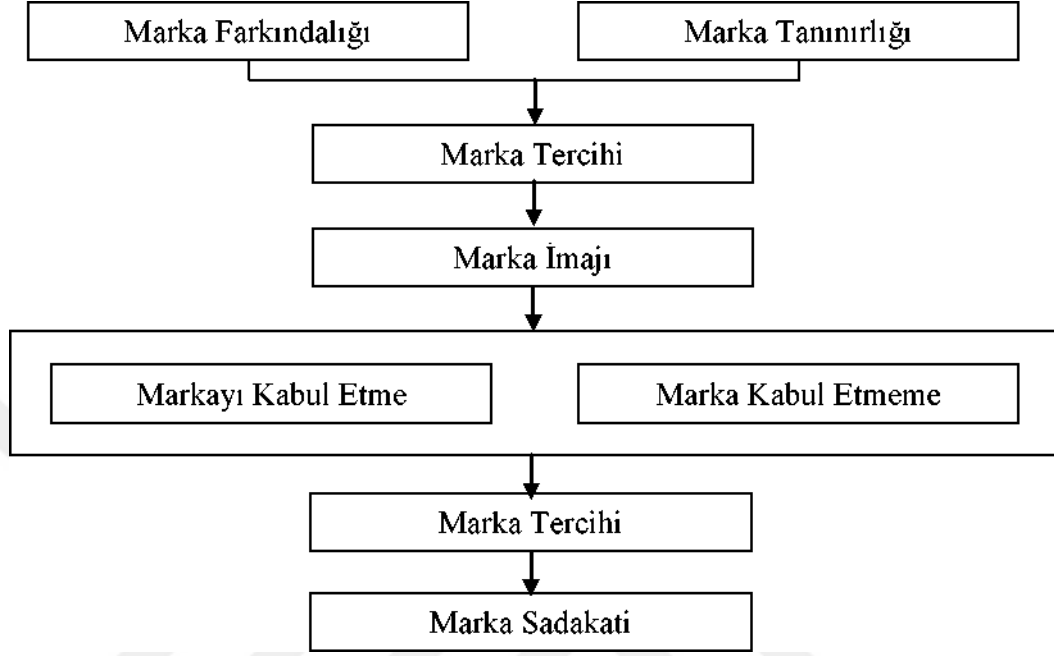 Marka Farkındalığı
Marka Tanınırlığı
Marka Tercihi
Marka İmajı
Markayı Kabul Etme
Marka Kabul Etmeme
Marka Tercihi
Marka Sadakati